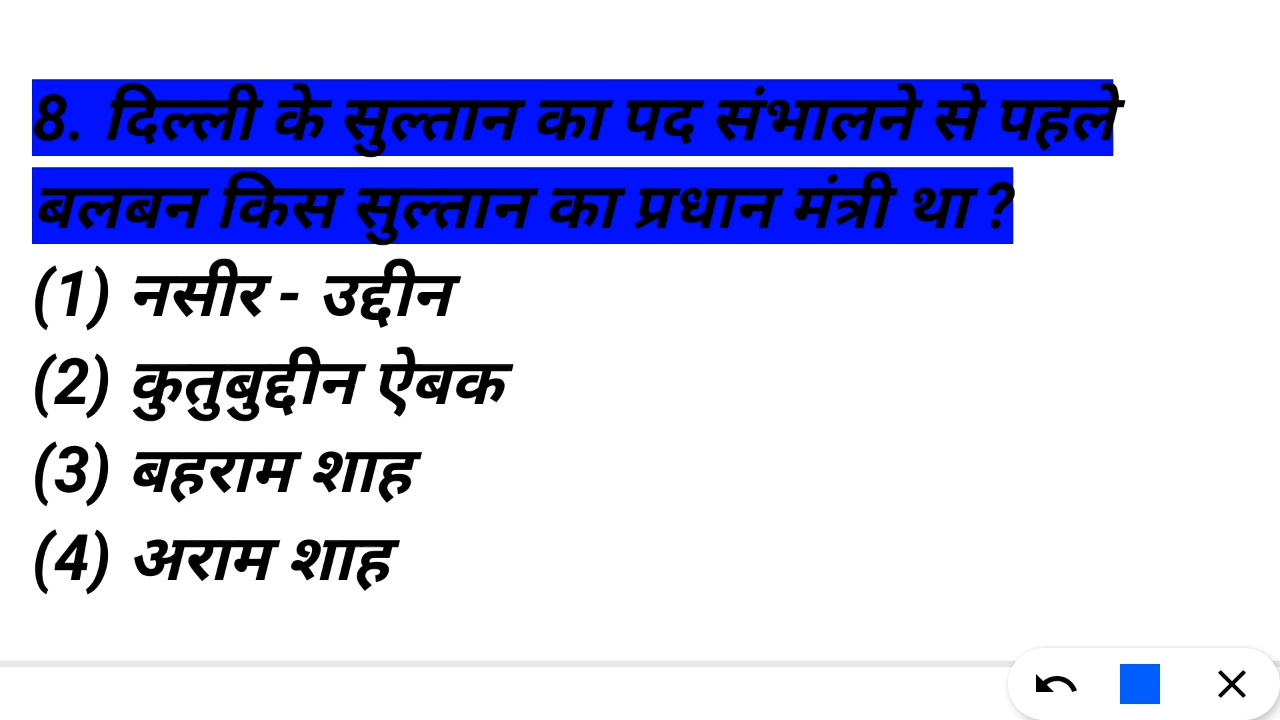 8. दिल्ली के सुल्तान का पद संभालने से पहले
बलबन किस सुल्तान का प्रधान मंत्री था ?
(1) नसीर - उद्दीन
(2) कुतुबुद्दीन ऐबक
(3) बहराम शाह
(4) अराम शाह